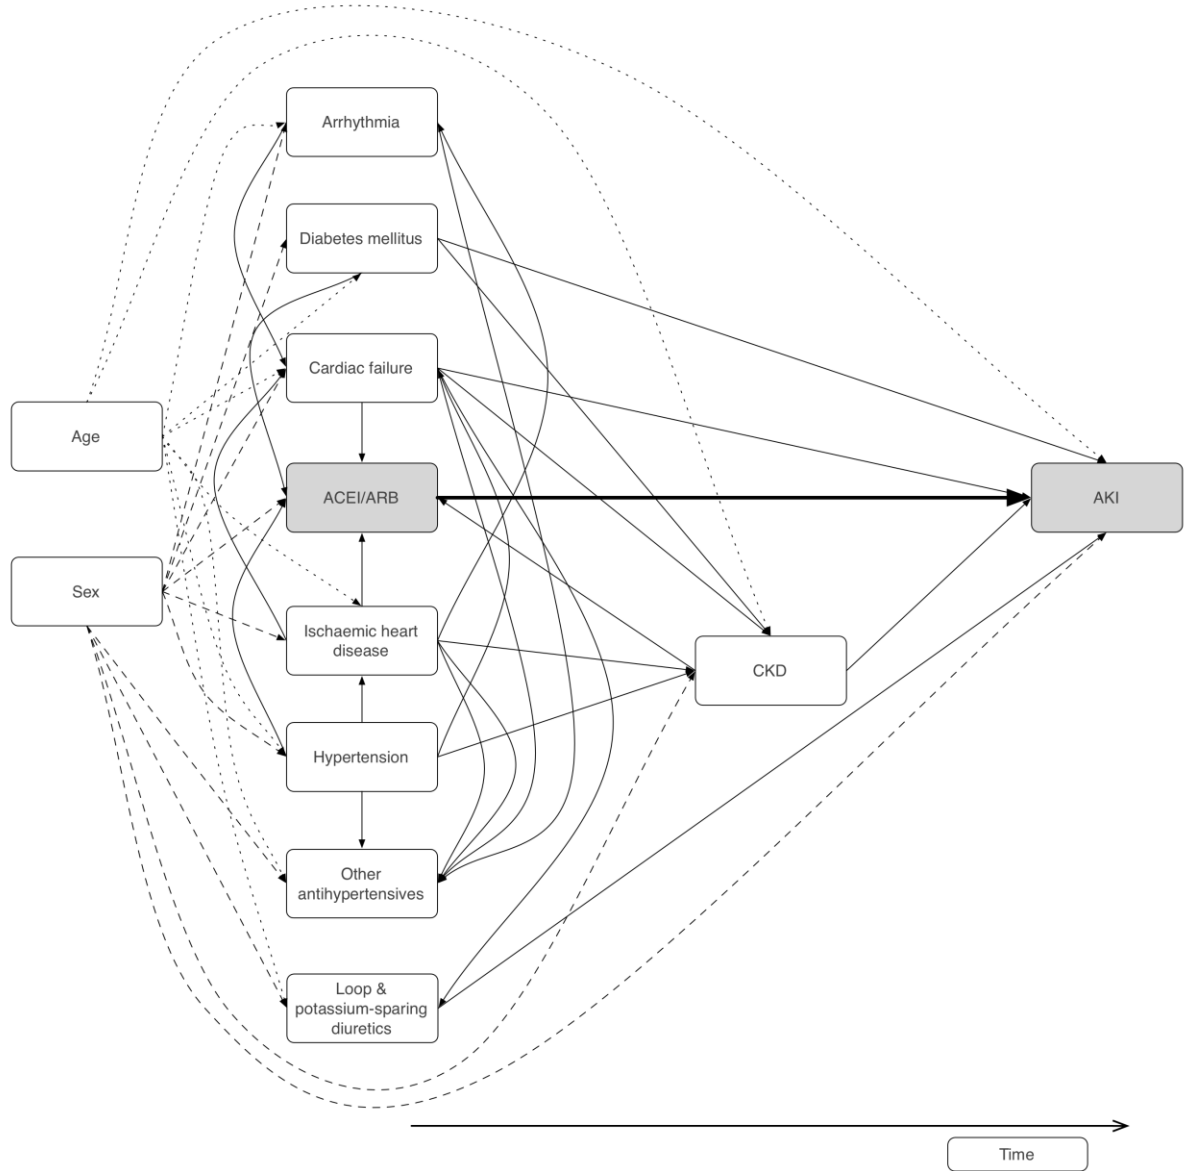 Arrhythmia
Diabetes mellitus
Cardiac failure
Age
ACEI/ARB
AKI
Sex
Ischaemic heart
disease
CKD
Hypertension
Other
antihypertensives
Loop &
potassium-sparing
diuretics
Time